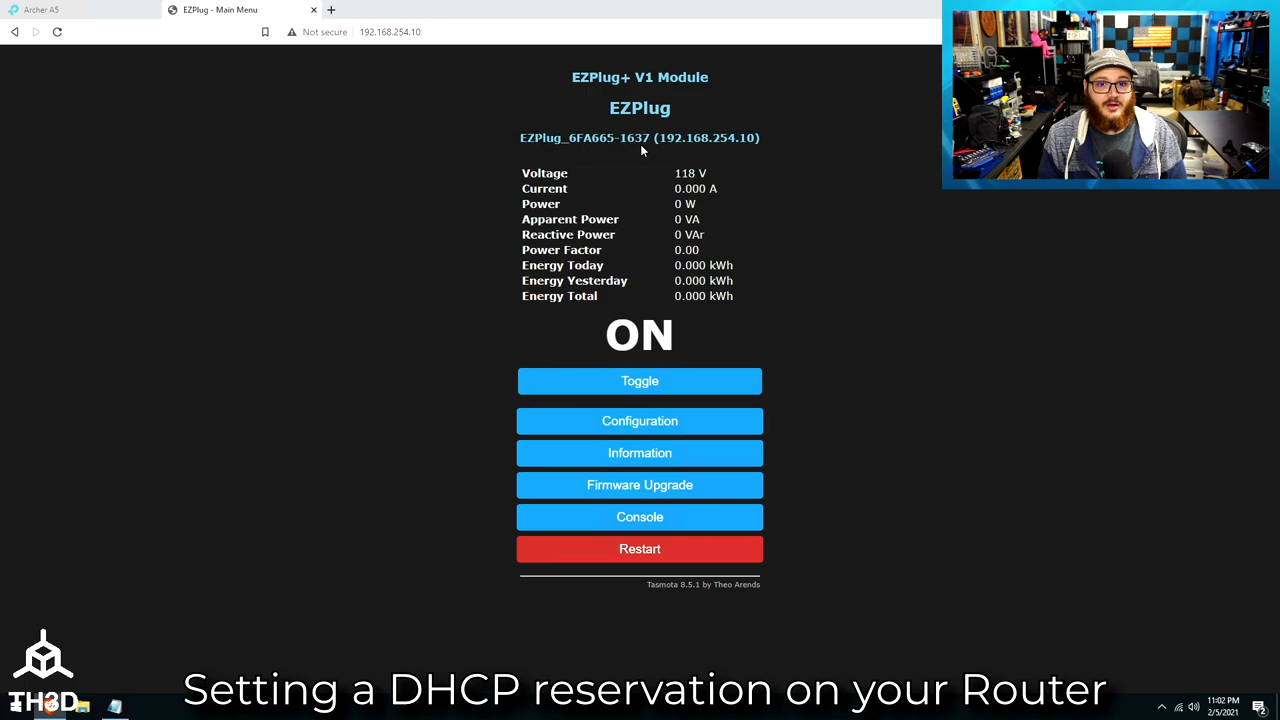 Archer A5
EZPlug - Main Menu
Not secure
192.168.254.10
EZPlug+ V1 Module
EZPlug
EZPlug_6FA665-1637 (192.168.254.10)
Voltage 118 V
Current 0.000 A
Power 0 W
Apparent Power 0 VA
Reactive Power 0 VAr
Power Factor 0.00
Energy Today 0.000 kWh
Energy Yesterday 0.000 kWh
Energy Total 0.000 kWh
ON
Toggle
Configuration
Information
Firmware Upgrade
Console
Restart
Tasmota 8.5.1 by Theo Arends
Setting a DHCP reservation on your Router
TH3D
11:02 PM
2/5/2021
2